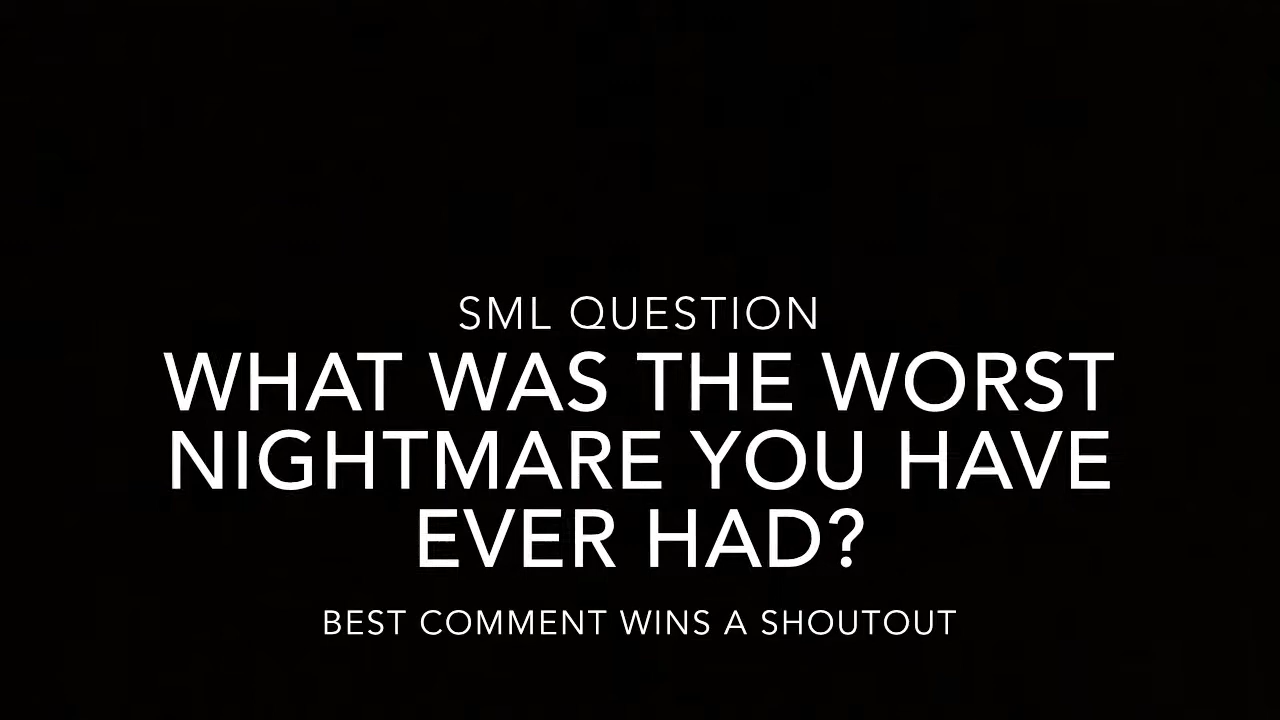 SML QUESTION
WHAT WAS THE WORST
NIGHTMARE YOU HAVE
EVER HAD?
BEST COMMENT WINS A SHOUTOUT